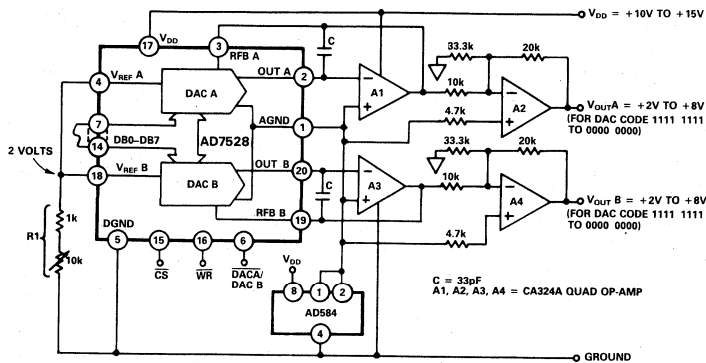 V_DD = +10V TO +15V
17 V_DD
3
RFB A
C
33.3k
20k
4
V_REF A
DAC A
OUT A
2
A1
10k
A2
4.7k
V_OUT A = +2V TO +8V
(FOR DAC CODE 1111 1111
TO 0000 0000)
7
AGND
1
DB0–DB7
AD7528
14
2 VOLTS
33.3k
20k
18
V_REF B
DAC B
OUT B
20
C
A3
10k
A4
V_OUT B = +2V TO +8V
(FOR DAC CODE 1111 1111
TO 0000 0000)
RFB B
19
4.7k
DGND
R1
1k
10k
5
15
16
6
CS
WR
DACA/
DAC B
V_DD
8
1
2
AD584
4
C = 33pF
A1, A2, A3, A4 = CA324A QUAD OP-AMP
GROUND